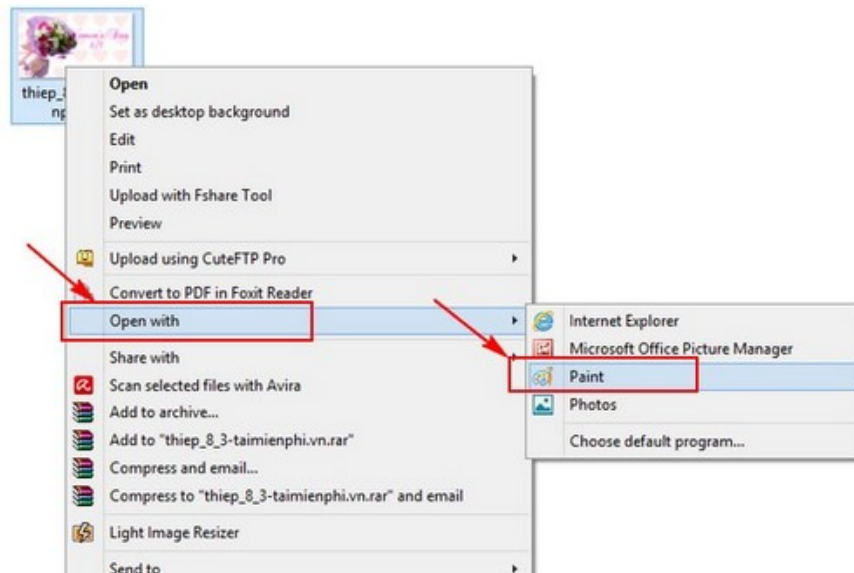 thiep_
Open
Set as desktop background
Edit
Print
Upload with Fshare Tool
Preview
Upload using CuteFTP Pro
Convert to PDF in Foxit Reader
Open with
Share with
Scan selected files with Avira
Add to archive...
Add to "thiep_8_3-taimienphi.vn.rar"
Compress and email...
Compress to "thiep_8_3-taimienphi.vn.rar" and email
Light Image Resizer
Send to
Internet Explorer
Microsoft Office Picture Manager
Paint
Photos
Choose default program...